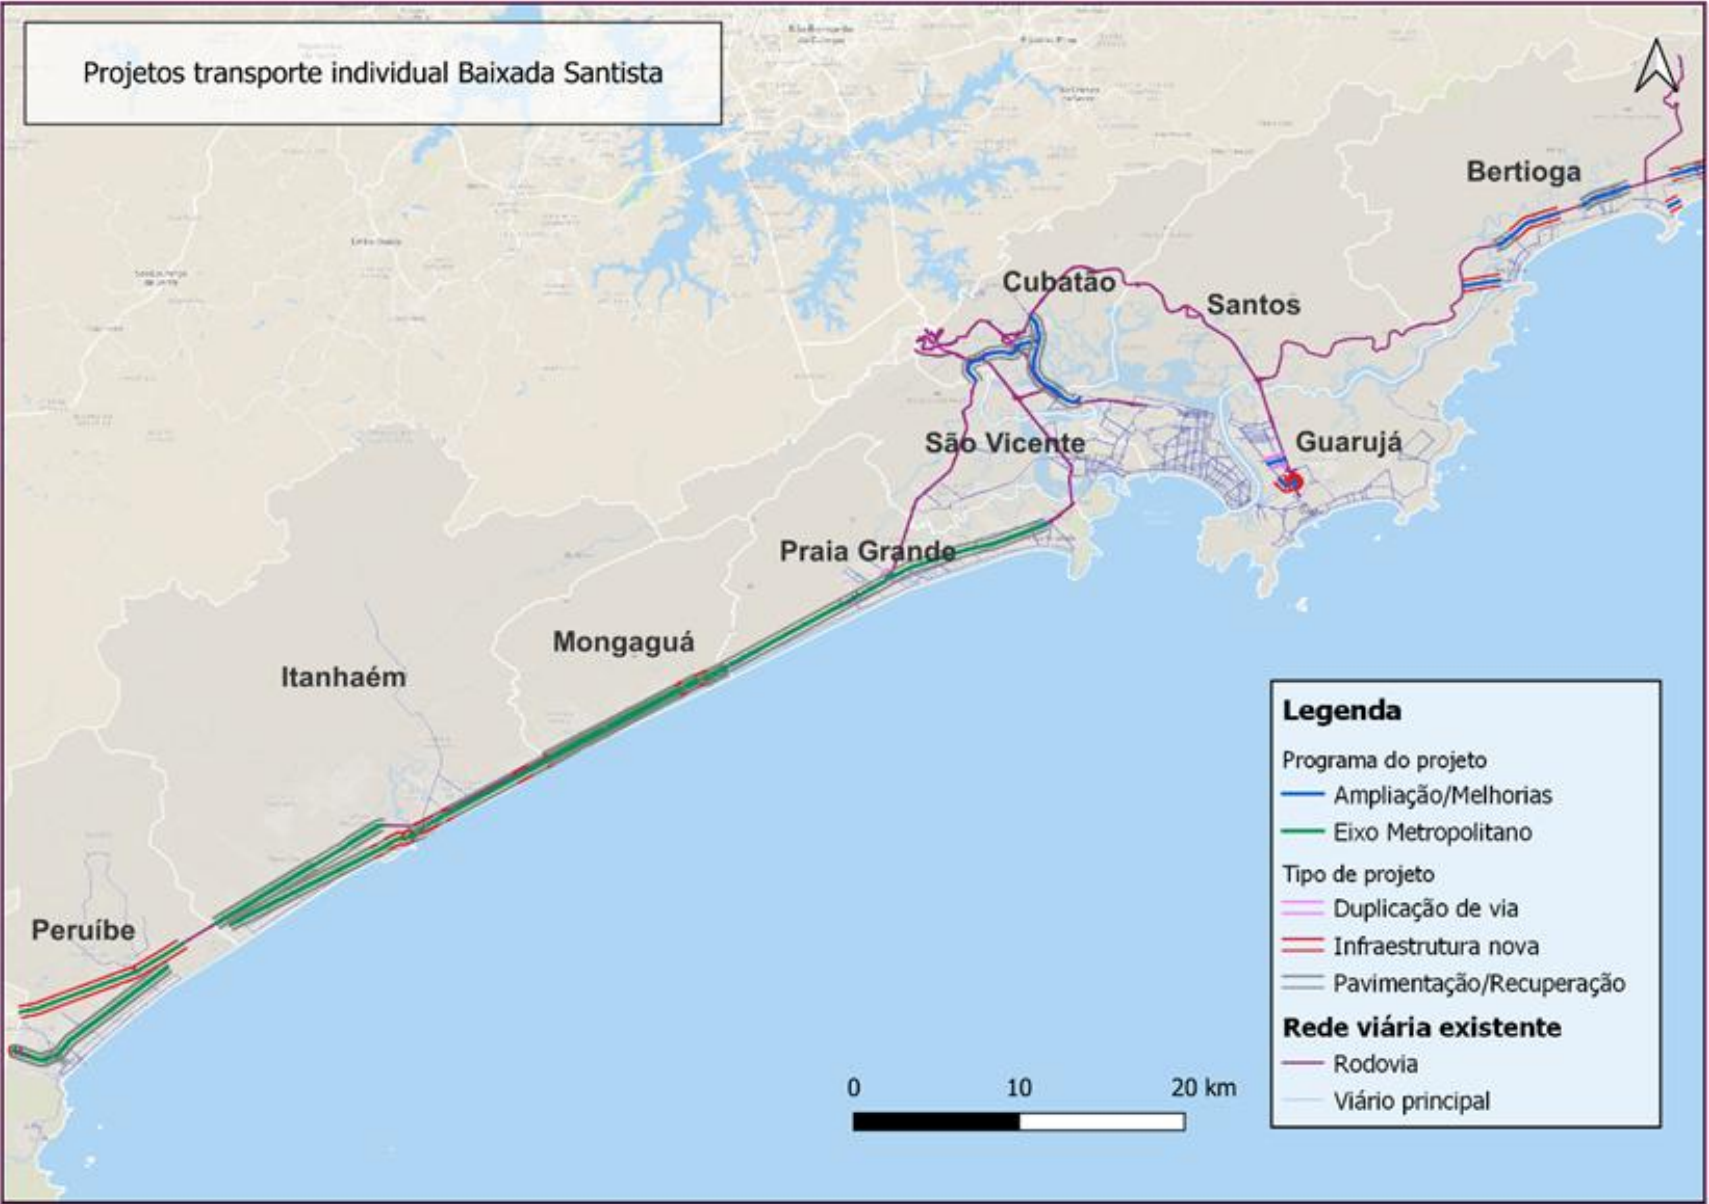 Projetos transporte individual Baixada Santista
Bertioga
Cubatão
Santos
São Vicente
Guarujá
Praia Grande
Mongaguá
Itanhaém
Peruíbe
Legenda
Programa do projeto
Ampliação/Melhorias
Eixo Metropolitano
Tipo de projeto
Duplicação de via
Infraestrutura nova
Pavimentação/Recuperação
Rede viária existente
Rodovia
Viário principal
0 10 20 km